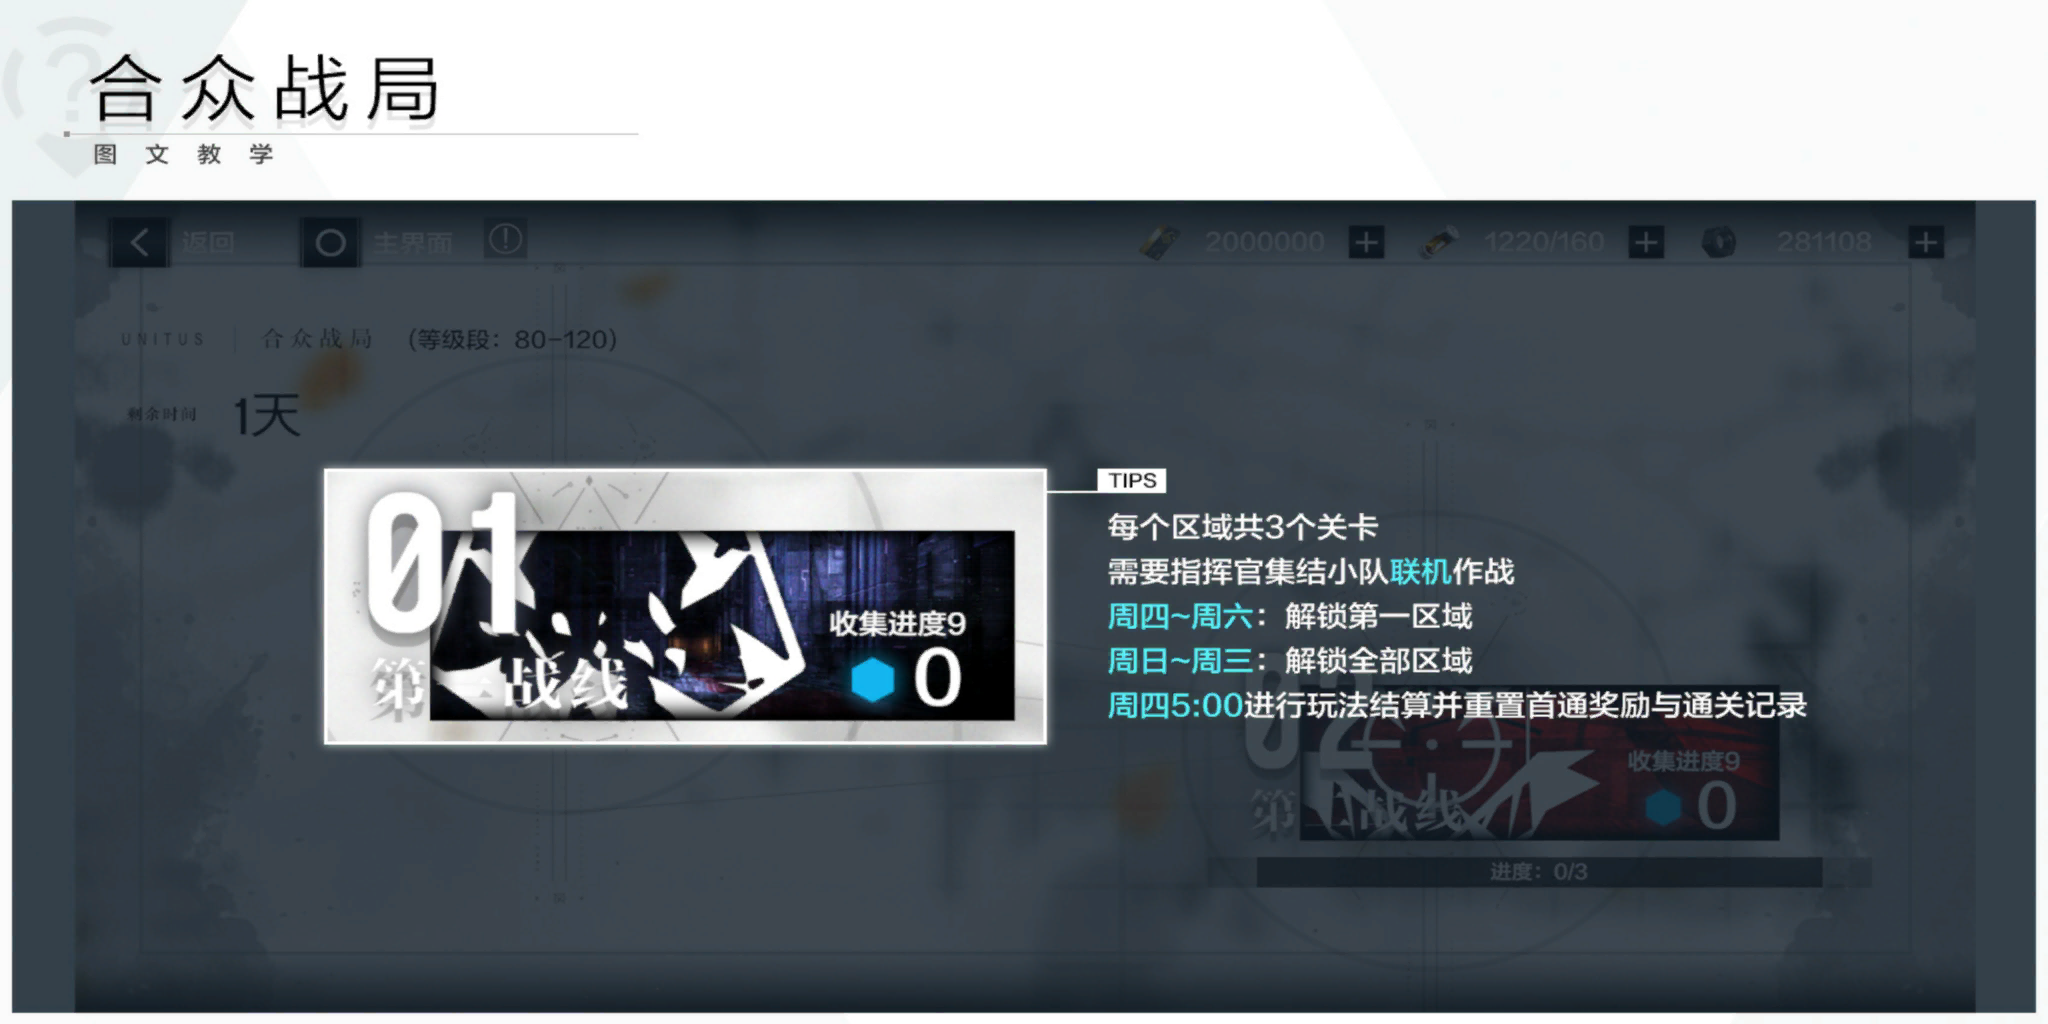 合众战局
图文教学
返回
主界面
2000000
1220/160
281108
UNITUS
合众战局
(等级段：80-120)
剩余时间
1天
01
第一战线
收集进度9
0
TIPS
每个区域共3个关卡
需要指挥官集结小队联机作战
周四~周六：解锁第一区域
周日~周三：解锁全部区域
周四5:00进行玩法结算并重置首通奖励与通关记录
02
第二战线
收集进度9
0
进度：0/3